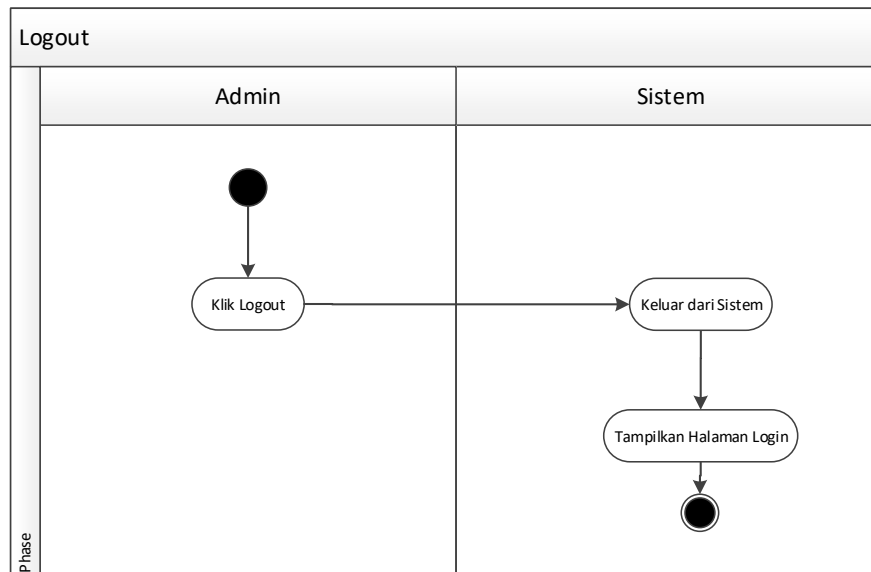 Logout
Admin
Sistem
Klik Logout
Keluar dari Sistem
Tampilkan Halaman Login
Phase